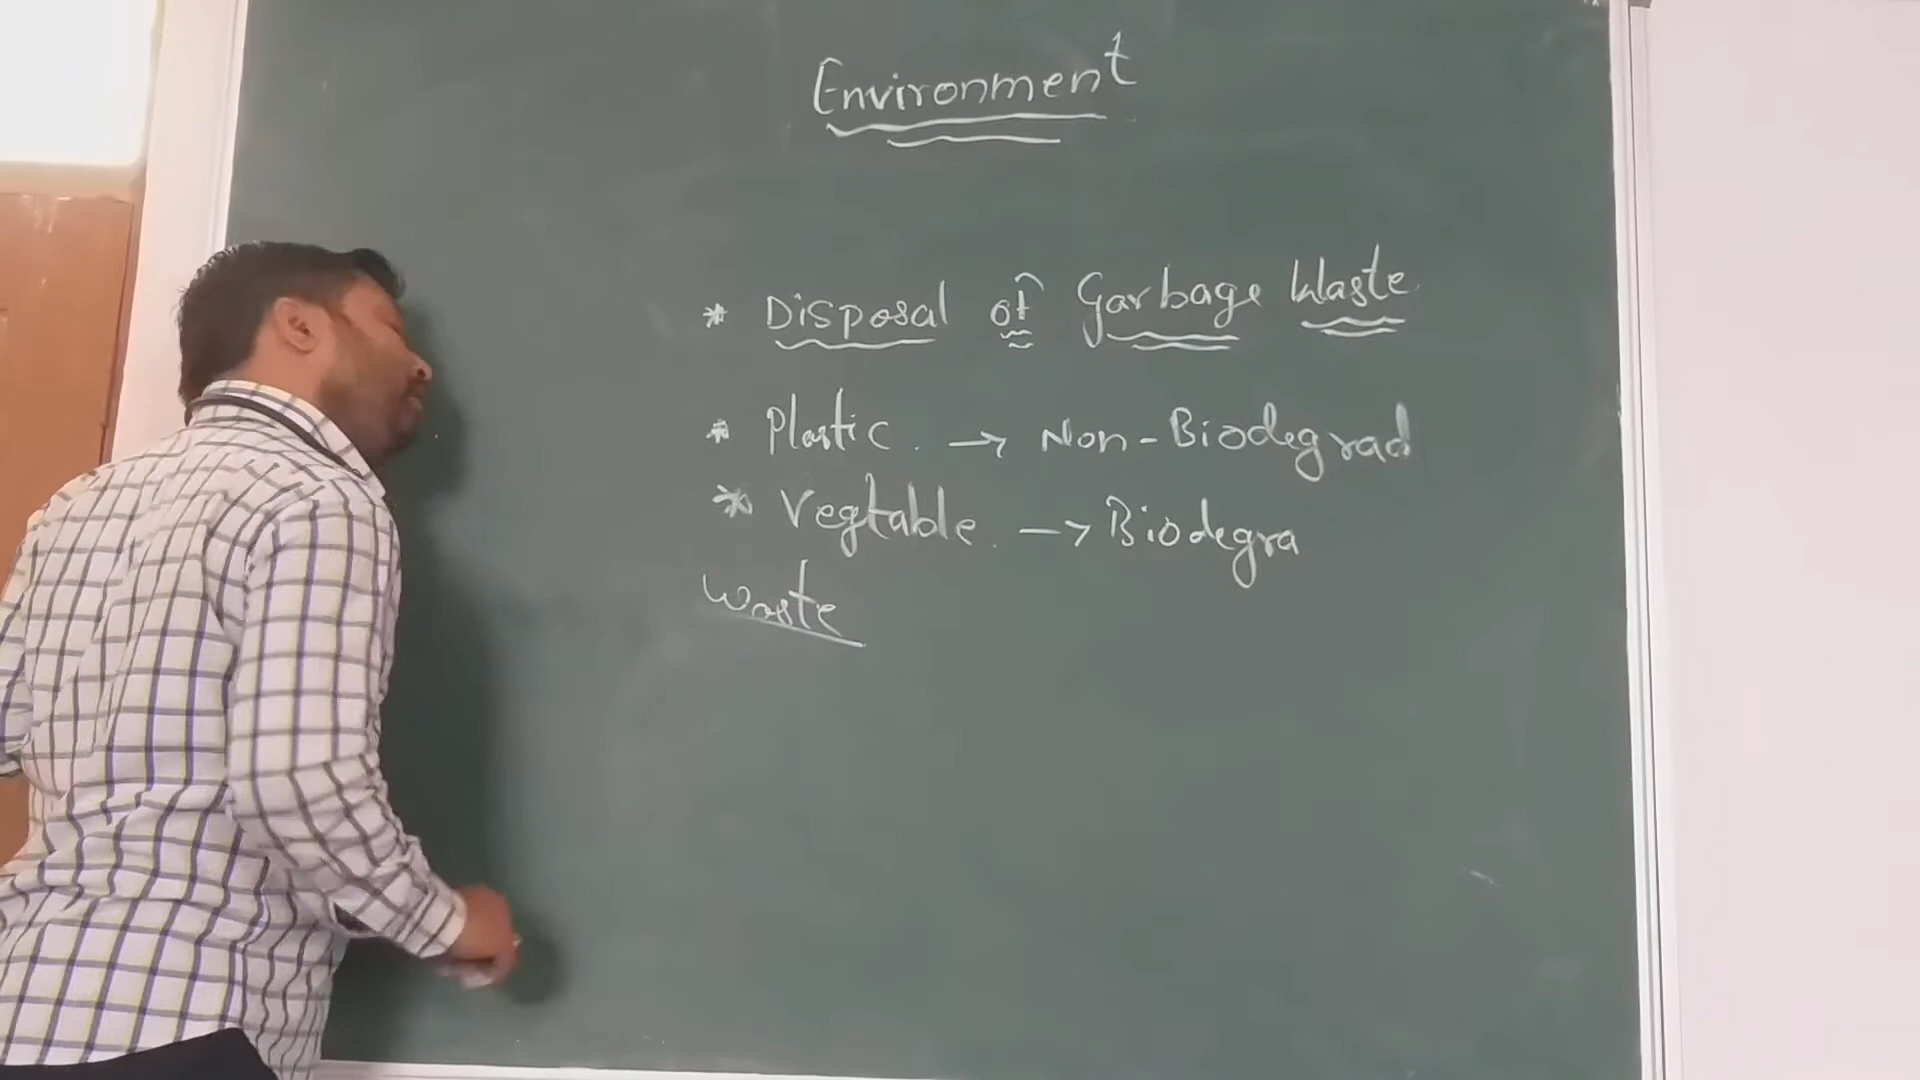 Environment
* Disposal of Garbage Waste
* Plastic. → Non-Biodegrad
* Vegtable. → Biodegra
Waste